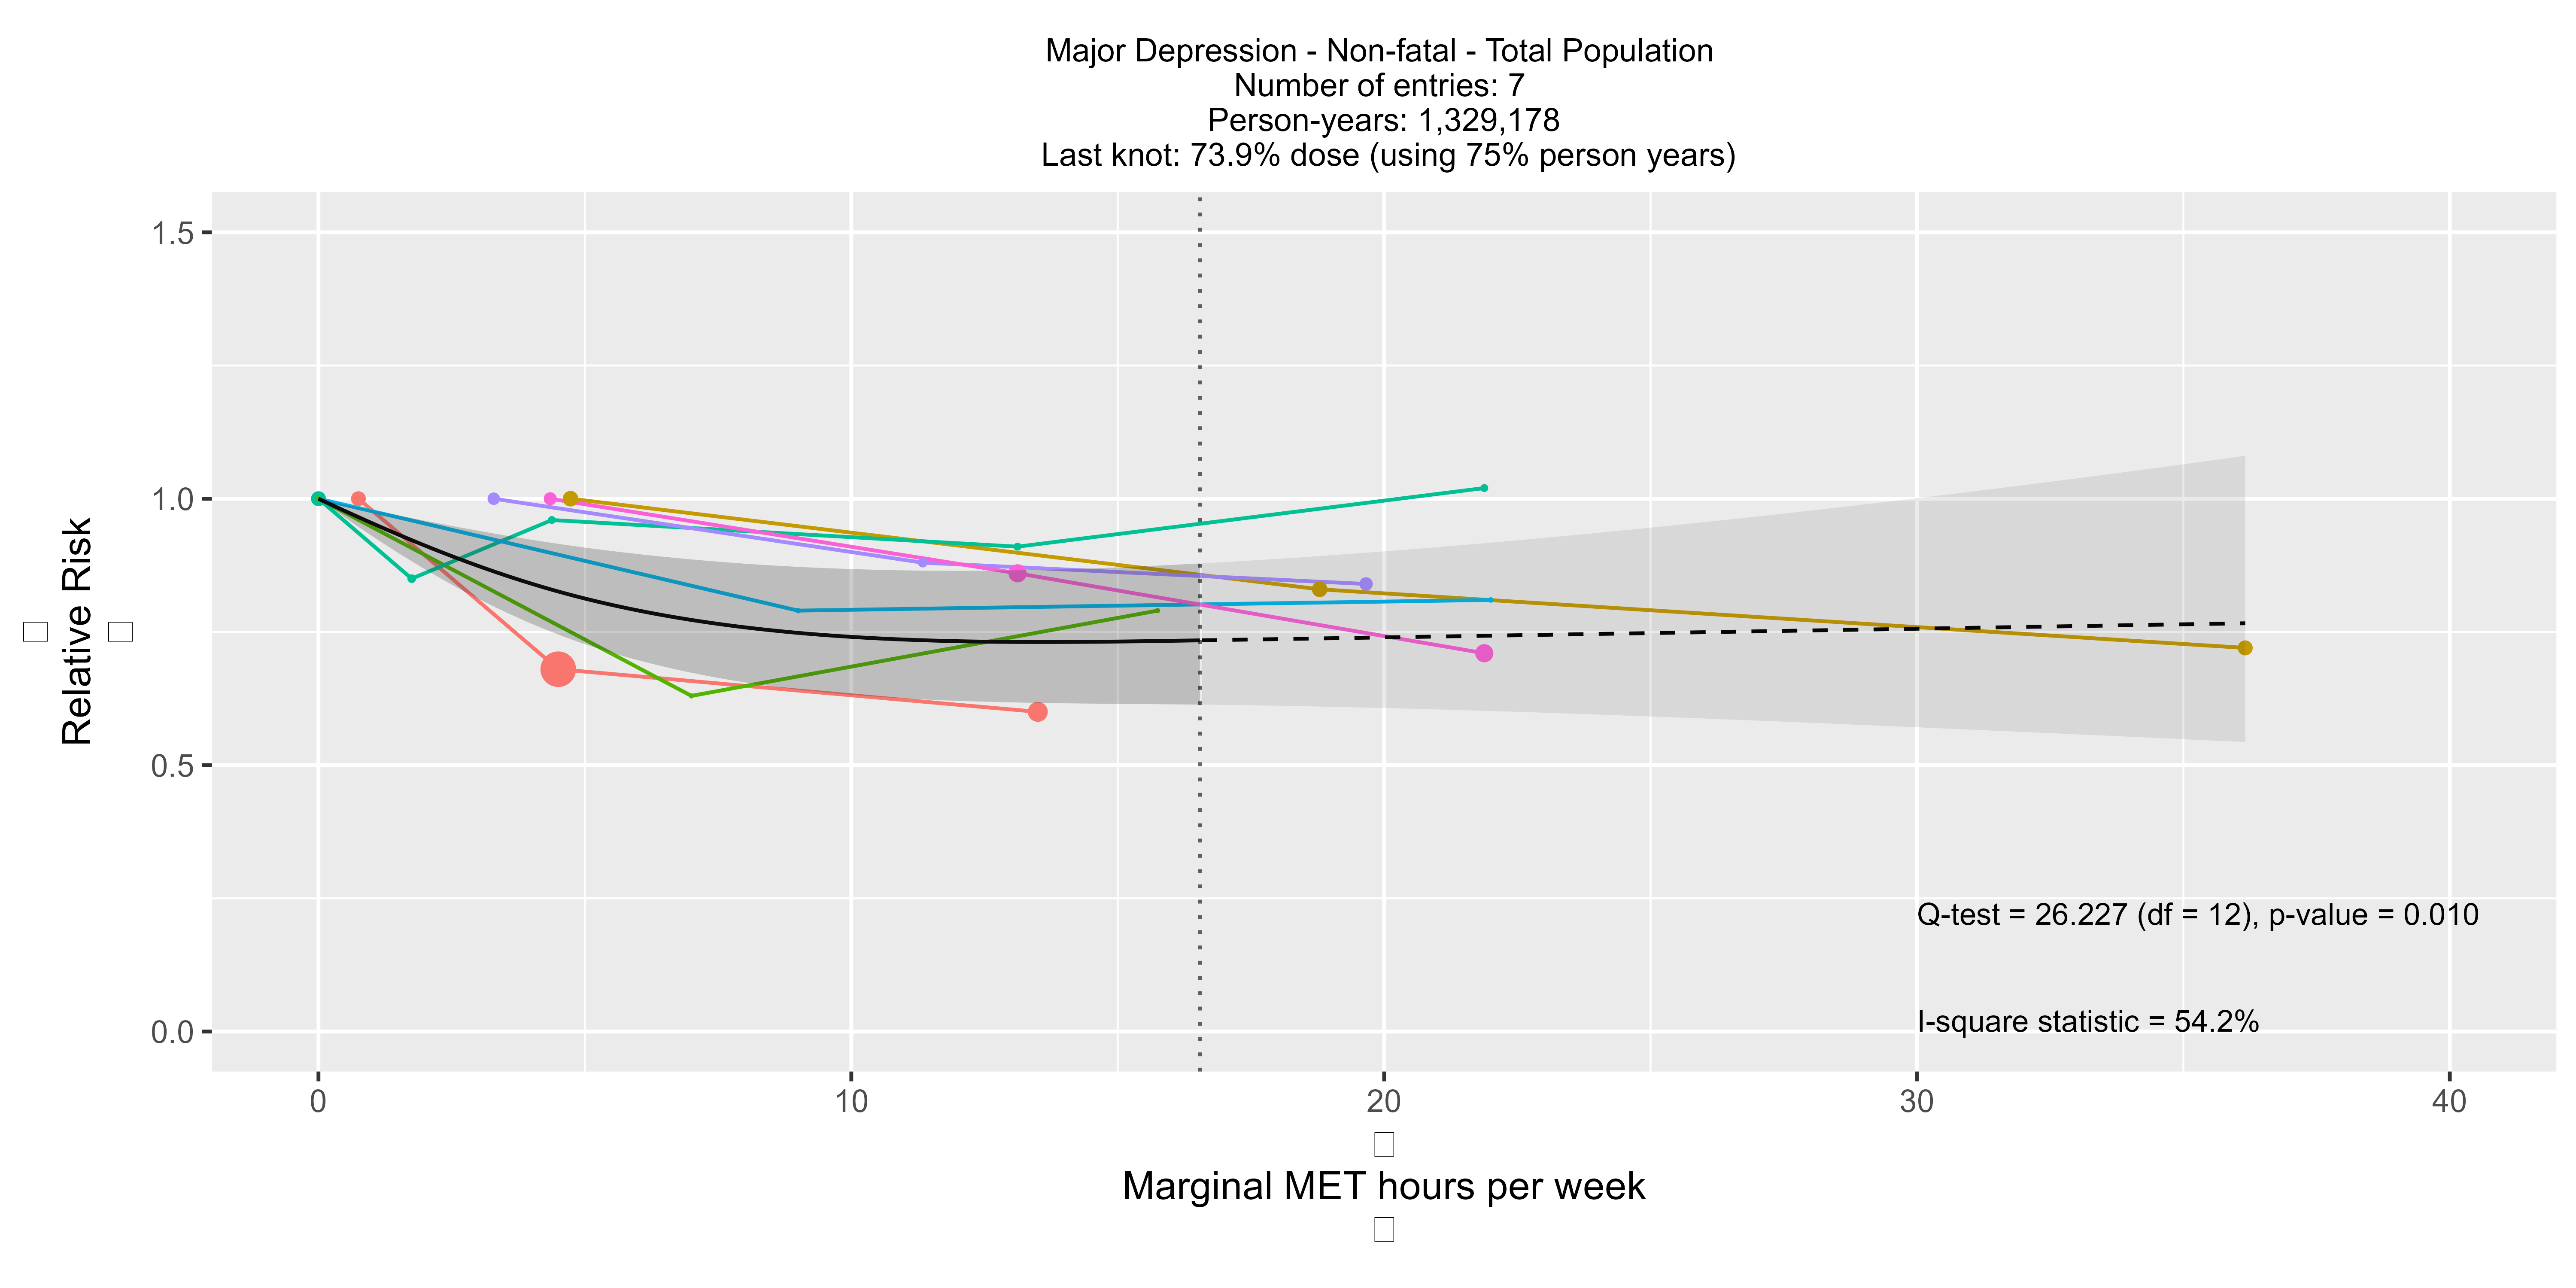 Major Depression - Non-fatal - Total Population
Number of entries: 7
Person-years: 1,329,178
Last knot: 73.9% dose (using 75% person years)
1.5
1.0
0.5
0.0
Relative Risk
Q-test = 26.227 (df = 12), p-value = 0.010
I-square statistic = 54.2%
0 10 20 30 40
Marginal MET hours per week